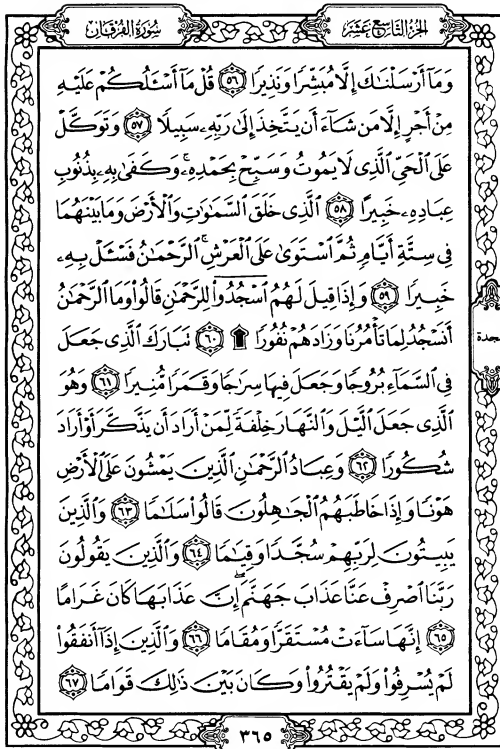 الجزء التاسع عشر
سورة الفرقان
وَمَآ أَرْسَلْنَٰكَ إِلَّا مُبَشِّرًا وَنَذِيرًا ٥٦ قُلْ مَآ أَسْـَٔلُكُمْ عَلَيْهِ
مِنْ أَجْرٍ إِلَّا مَن شَآءَ أَن يَتَّخِذَ إِلَىٰ رَبِّهِۦ سَبِيلًا ٥٧ وَتَوَكَّلْ
عَلَى ٱلْحَىِّ ٱلَّذِى لَا يَمُوتُ وَسَبِّحْ بِحَمْدِهِۦ ۚ وَكَفَىٰ بِهِۦ بِذُنُوبِ
عِبَادِهِۦ خَبِيرًا ٥٨ ٱلَّذِى خَلَقَ ٱلسَّمَٰوَٰتِ وَٱلْأَرْضَ وَمَا بَيْنَهُمَا
فِى سِتَّةِ أَيَّامٍ ثُمَّ ٱسْتَوَىٰ عَلَى ٱلْعَرْشِ ۚ ٱلرَّحْمَٰنُ فَسْـَٔلْ بِهِۦ
خَبِيرًا ٥٩ وَإِذَا قِيلَ لَهُمُ ٱسْجُدُوا۟ لِلرَّحْمَٰنِ قَالُوا۟ وَمَا ٱلرَّحْمَٰنُ
أَنَسْجُدُ لِمَا تَأْمُرُنَا وَزَادَهُمْ نُفُورًا ۩ ٦٠ تَبَارَكَ ٱلَّذِى جَعَلَ
فِى ٱلسَّمَآءِ بُرُوجًا وَجَعَلَ فِيهَا سِرَٰجًا وَقَمَرًا مُّنِيرًا ٦١ وَهُوَ
ٱلَّذِى جَعَلَ ٱلَّيْلَ وَٱلنَّهَارَ خِلْفَةً لِّمَنْ أَرَادَ أَن يَذَّكَّرَ أَوْ أَرَادَ
شُكُورًا ٦٢ وَعِبَادُ ٱلرَّحْمَٰنِ ٱلَّذِينَ يَمْشُونَ عَلَى ٱلْأَرْضِ
هَوْنًا وَإِذَا خَاطَبَهُمُ ٱلْجَٰهِلُونَ قَالُوا۟ سَلَٰمًا ٦٣ وَٱلَّذِينَ
يَبِيتُونَ لِرَبِّهِمْ سُجَّدًا وَقِيَٰمًا ٦٤ وَٱلَّذِينَ يَقُولُونَ
رَبَّنَا ٱصْرِفْ عَنَّا عَذَابَ جَهَنَّمَ ۖ إِنَّ عَذَابَهَا كَانَ غَرَامًا
٦٥ إِنَّهَا سَآءَتْ مُسْتَقَرًّا وَمُقَامًا ٦٦ وَٱلَّذِينَ إِذَآ أَنفَقُوا۟
لَمْ يُسْرِفُوا۟ وَلَمْ يَقْتُرُوا۟ وَكَانَ بَيْنَ ذَٰلِكَ قَوَامًا ٦٧
٣٦٥